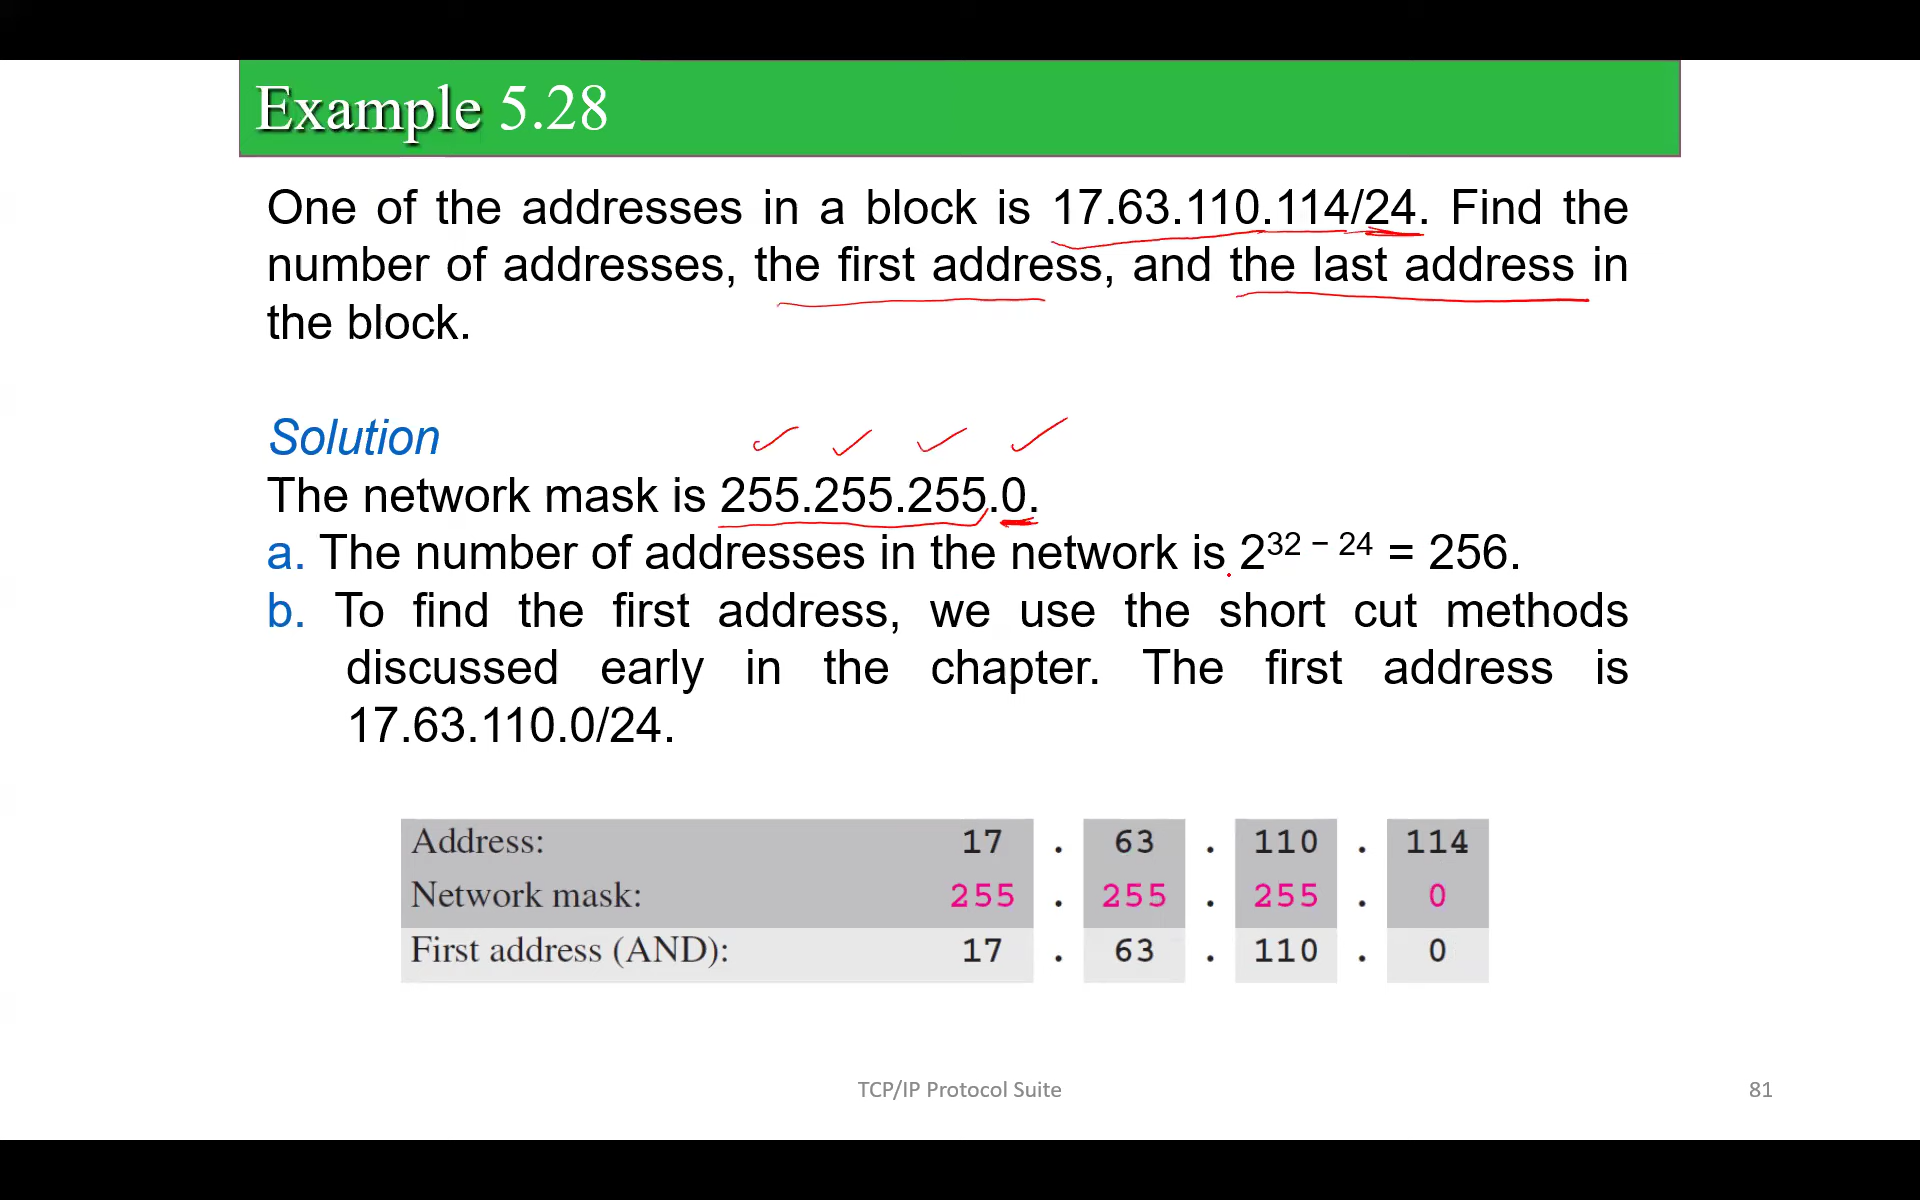 Example 5.28
One of the addresses in a block is 17.63.110.114/24. Find the
number of addresses, the first address, and the last address in
the block.
Solution
The network mask is 255.255.255.0.
a. The number of addresses in the network is 2³² ⁻ ²⁴ = 256.
b. To find the first address, we use the short cut methods
discussed early in the chapter. The first address is
17.63.110.0/24.
Address: 17 . 63 . 110 . 114
Network mask: 255 . 255 . 255 . 0
First address (AND): 17 . 63 . 110 . 0
TCP/IP Protocol Suite 81